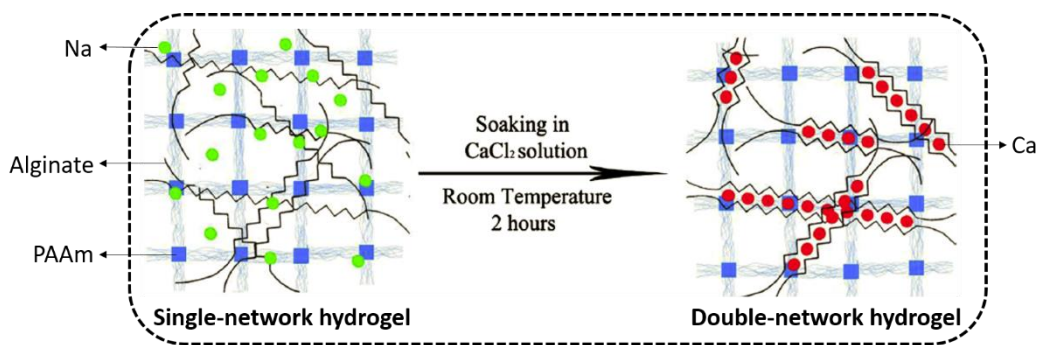 Na
Alginate
PAAm
Single-network hydrogel
Soaking in
CaCl₂ solution
Room Temperature
2 hours
Ca
Double-network hydrogel